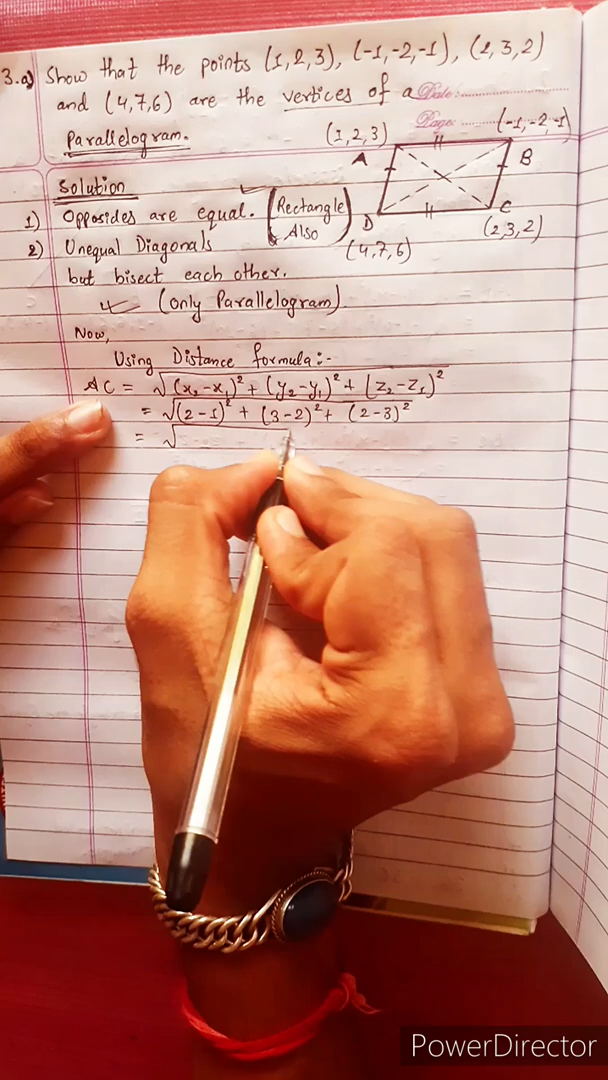 3.a) Show that the points (1,2,3), (-1,-2,-1), (2,3,2)
and (4,7,6) are the vertices of a Date:
Parallelogram.
Page:
(1,2,3)
(-1,-2,-1)
A
B
D
C
(4,7,6)
(2,3,2)
Solution
1) Opposides are equal. (Rectangle Also)
2) Unequal Diagonals
but bisect each other.
(only Parallelogram)
Now,
Using Distance formula:-
AC = √(x₂-x₁)² + (y₂-y₁)² + (z₂-z₁)²
= √(2-1)² + (3-2)² + (2-3)²
= √
PowerDirector